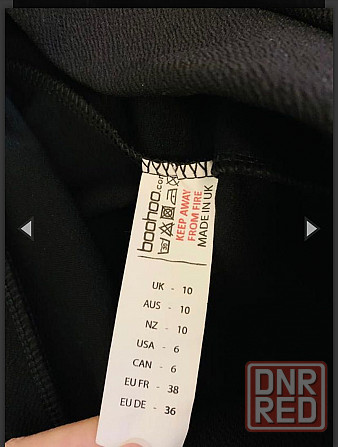 boohoo.com
KEEP AWAY
FROM FIRE
MADE IN UK
UK - 10
AUS - 10
NZ - 10
USA - 6
CAN - 6
EU FR - 38
EU DE - 36
DNR
RED